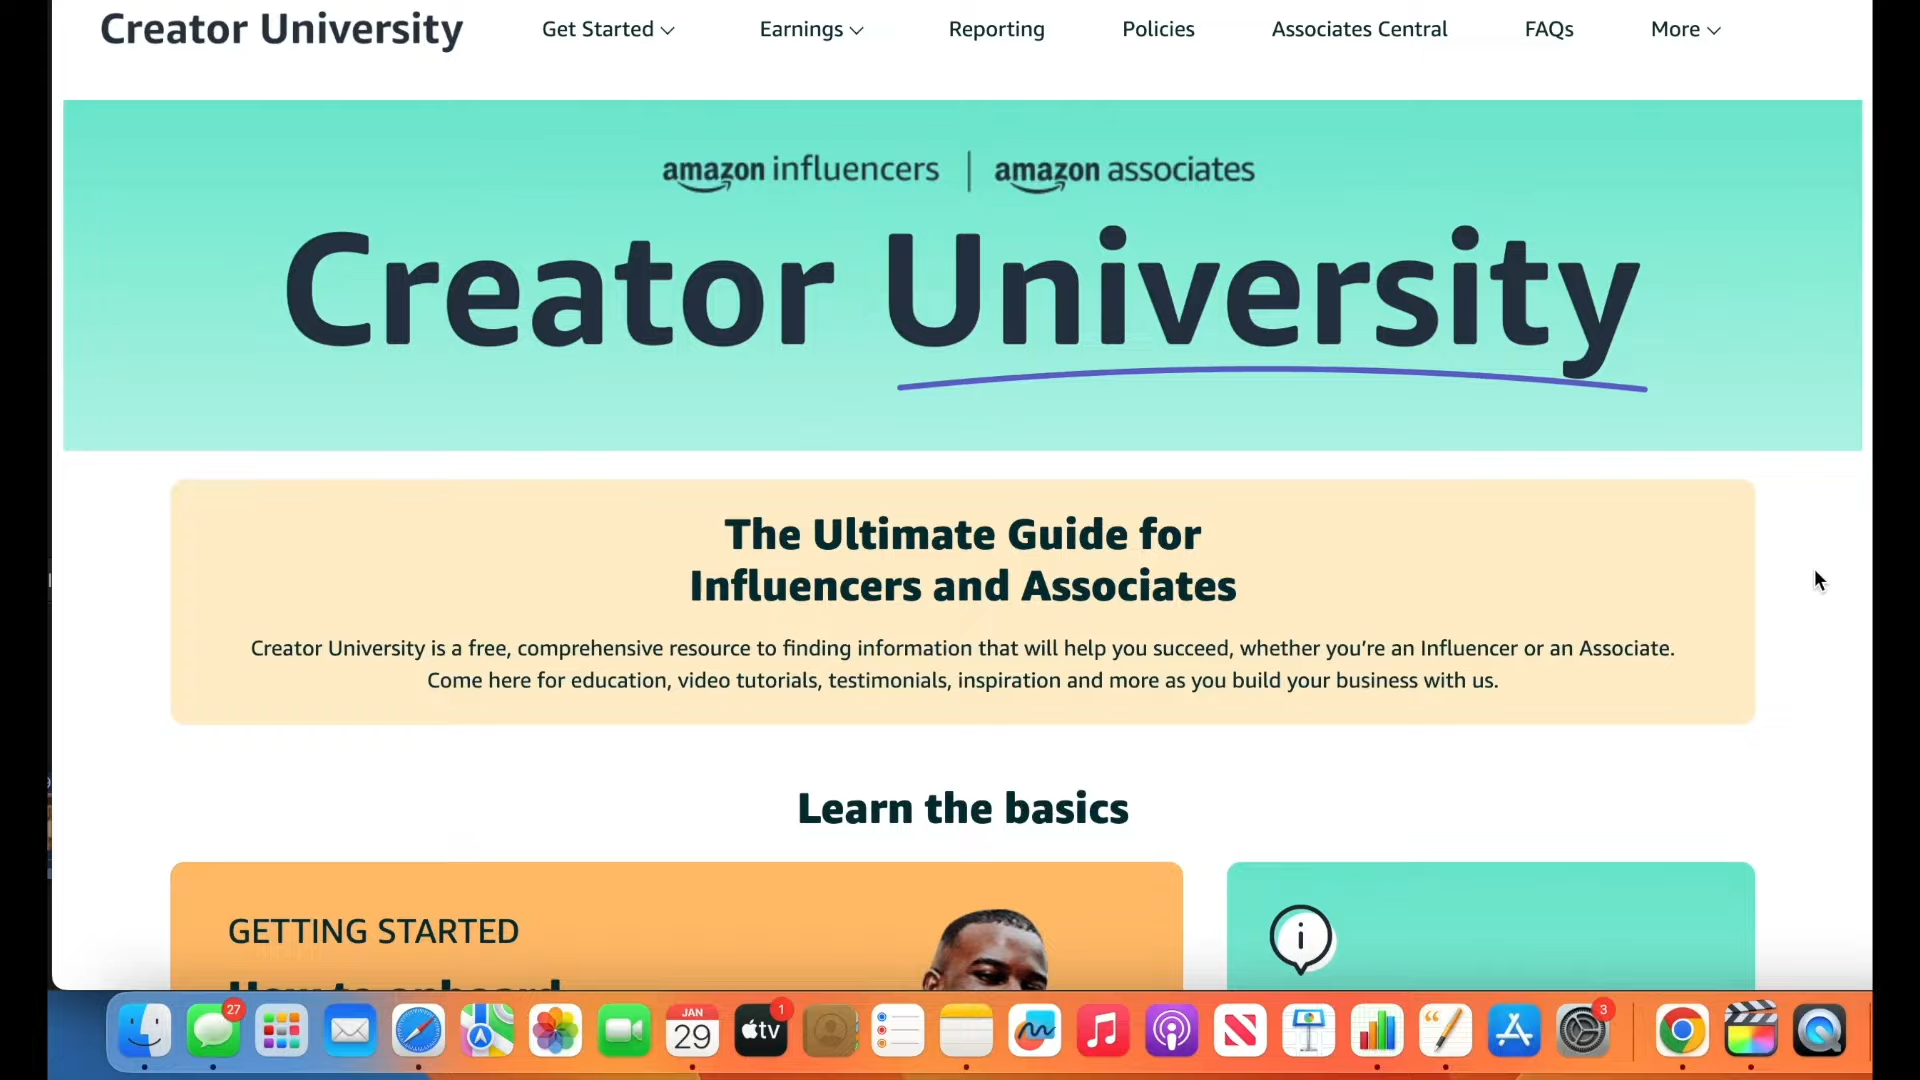 Creator University Get Started Earnings Reporting Policies Associates Central FAQs More
amazon influencers | amazon associates
Creator University
The Ultimate Guide for
Influencers and Associates
Creator University is a free, comprehensive resource to finding information that will help you succeed, whether you’re an Influencer or an Associate.
Come here for education, video tutorials, testimonials, inspiration and more as you build your business with us.
Learn the basics
GETTING STARTED
How to onboard
i
27
JAN
29
tv
1
3